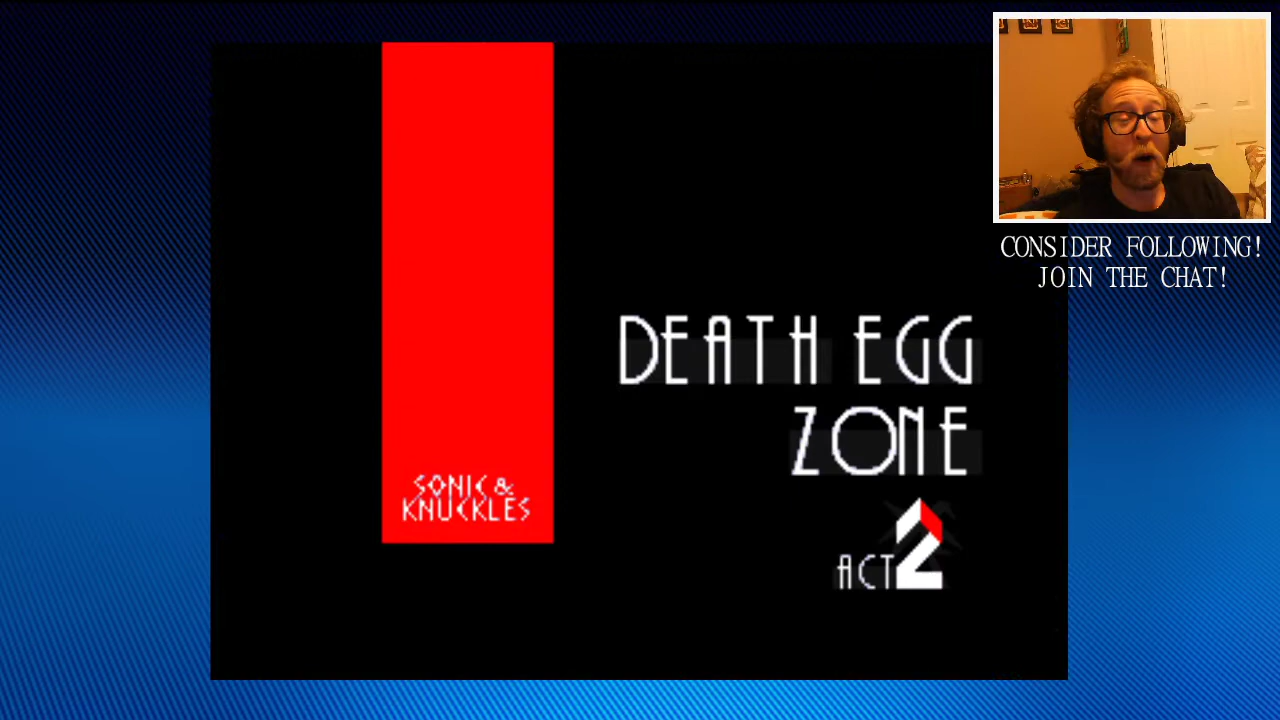 CONSIDER FOLLOWING!
JOIN THE CHAT!
DEATH EGG
ZONE
SONIC &
KNUCKLES
ACT 2